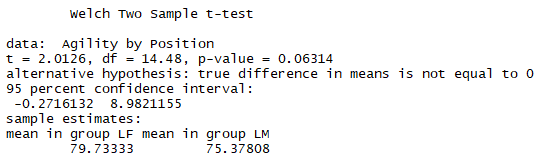 Welch Two Sample t-test
data:  Agility by Position
t = 2.0126, df = 14.48, p-value = 0.06314
alternative hypothesis: true difference in means is not equal to 0
95 percent confidence interval:
 -0.2716132  8.9821155
sample estimates:
mean in group LF mean in group LM
        79.73333         75.37808